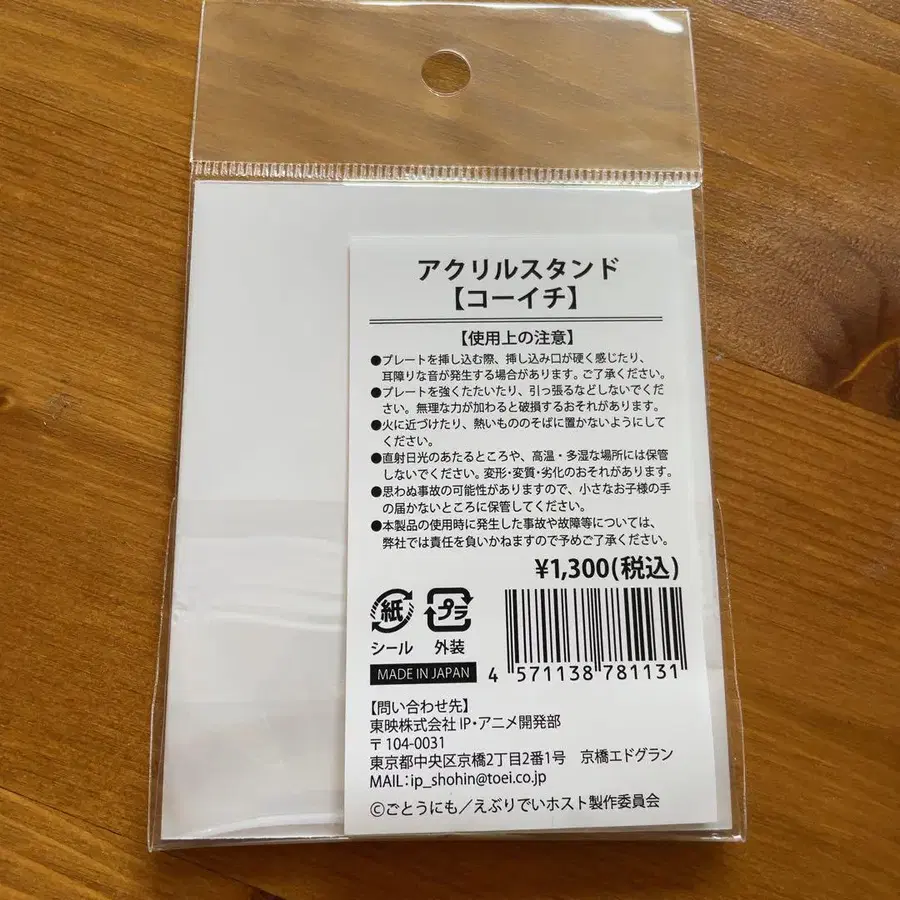 アクリルスタンド
【コーイチ】
【使用上の注意】
●プレートを挿し込む際、挿し込み口が硬く感じたり、
耳障りな音が発生する場合があります。ご了承ください。
●プレートを強くたたいたり、引っ張るなどしないでくだ
さい。無理な力が加わると破損するおそれがあります。
●火に近づけたり、熱いもののそばに置かないようにして
ください。
●直射日光のあたるところや、高温・多湿な場所には保管
しないでください。変形・変質・劣化のおそれがあります。
●思わぬ事故の可能性がありますので、小さなお子様の手
の届かないところに保管してください。
●本製品の使用時に発生した事故や故障等については、
弊社では責任を負いかねますので予めご了承ください。
¥1,300(税込)
紙 プラ
シール 外装
MADE IN JAPAN
4 571138 781131
【問い合わせ先】
東映株式会社 IP・アニメ開発部
〒104-0031
東京都中央区京橋2丁目2番1号 京橋エドグラン
MAIL：ip_shohin@toei.co.jp
©ごとうにも／えぶりでいホスト製作委員会